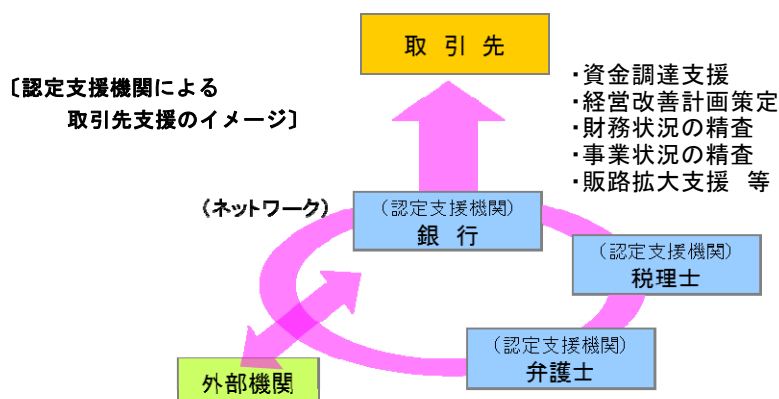 取 引 先
〔認定支援機関による
取引先支援のイメージ〕
・資金調達支援
・経営改善計画策定
・財務状況の精査
・事業状況の精査
・販路拡大支援 等
(ネットワーク)
(認定支援機関)
銀 行
(認定支援機関)
税理士
(認定支援機関)
弁護士
外部機関